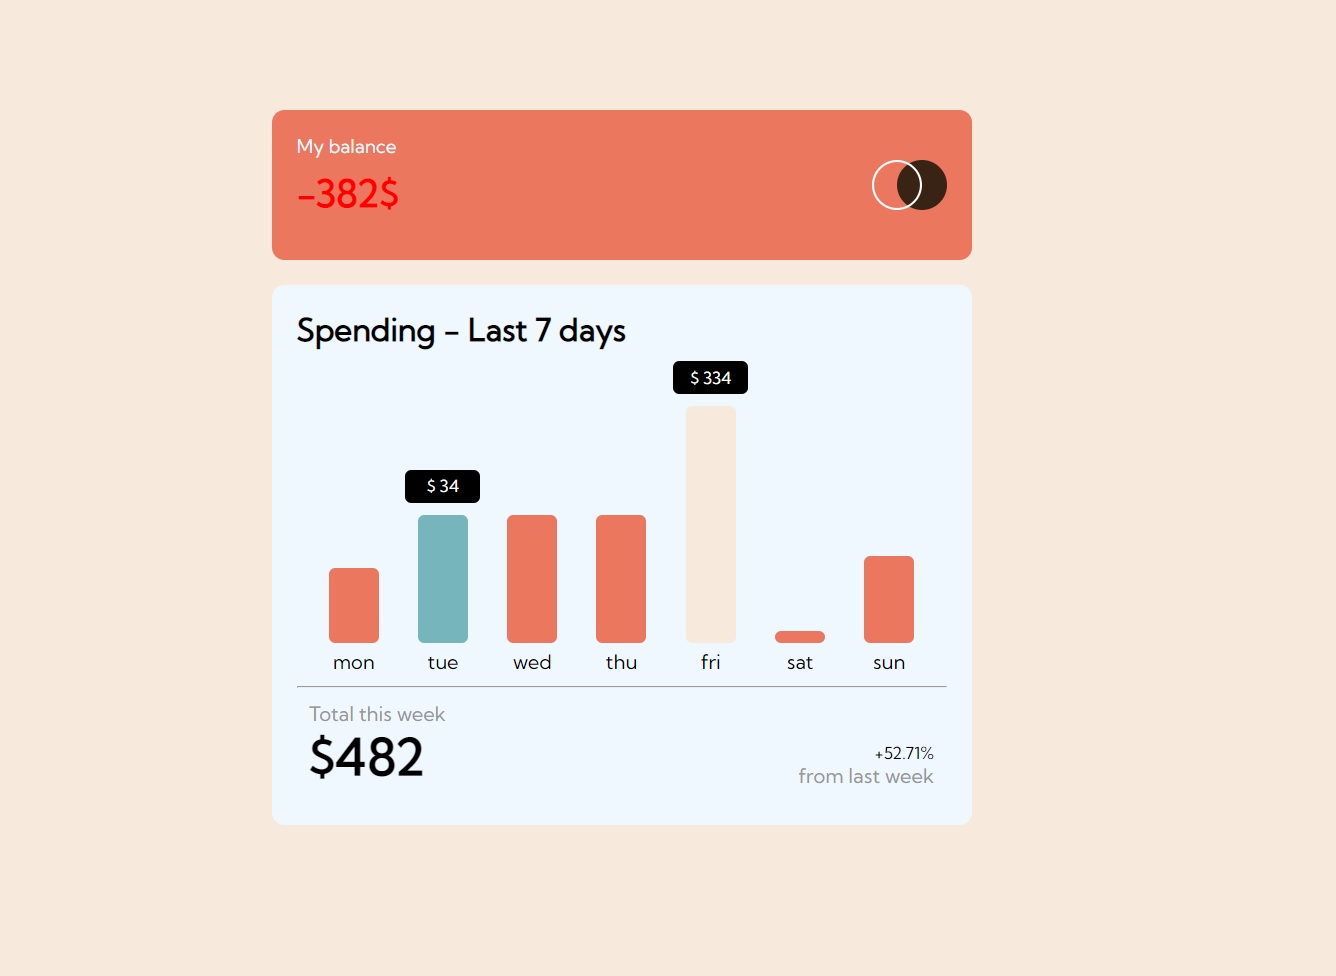 My balance
-382$
Spending - Last 7 days
$ 334
$ 34
mon tue wed thu fri sat sun
Total this week
$482
+52.71%
from last week